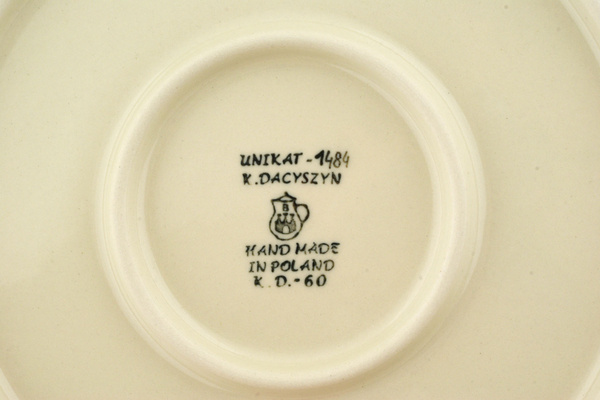 UNIKAT - 1484
K. DACYSZYN
B
HAND MADE
IN POLAND
K. D. - 60